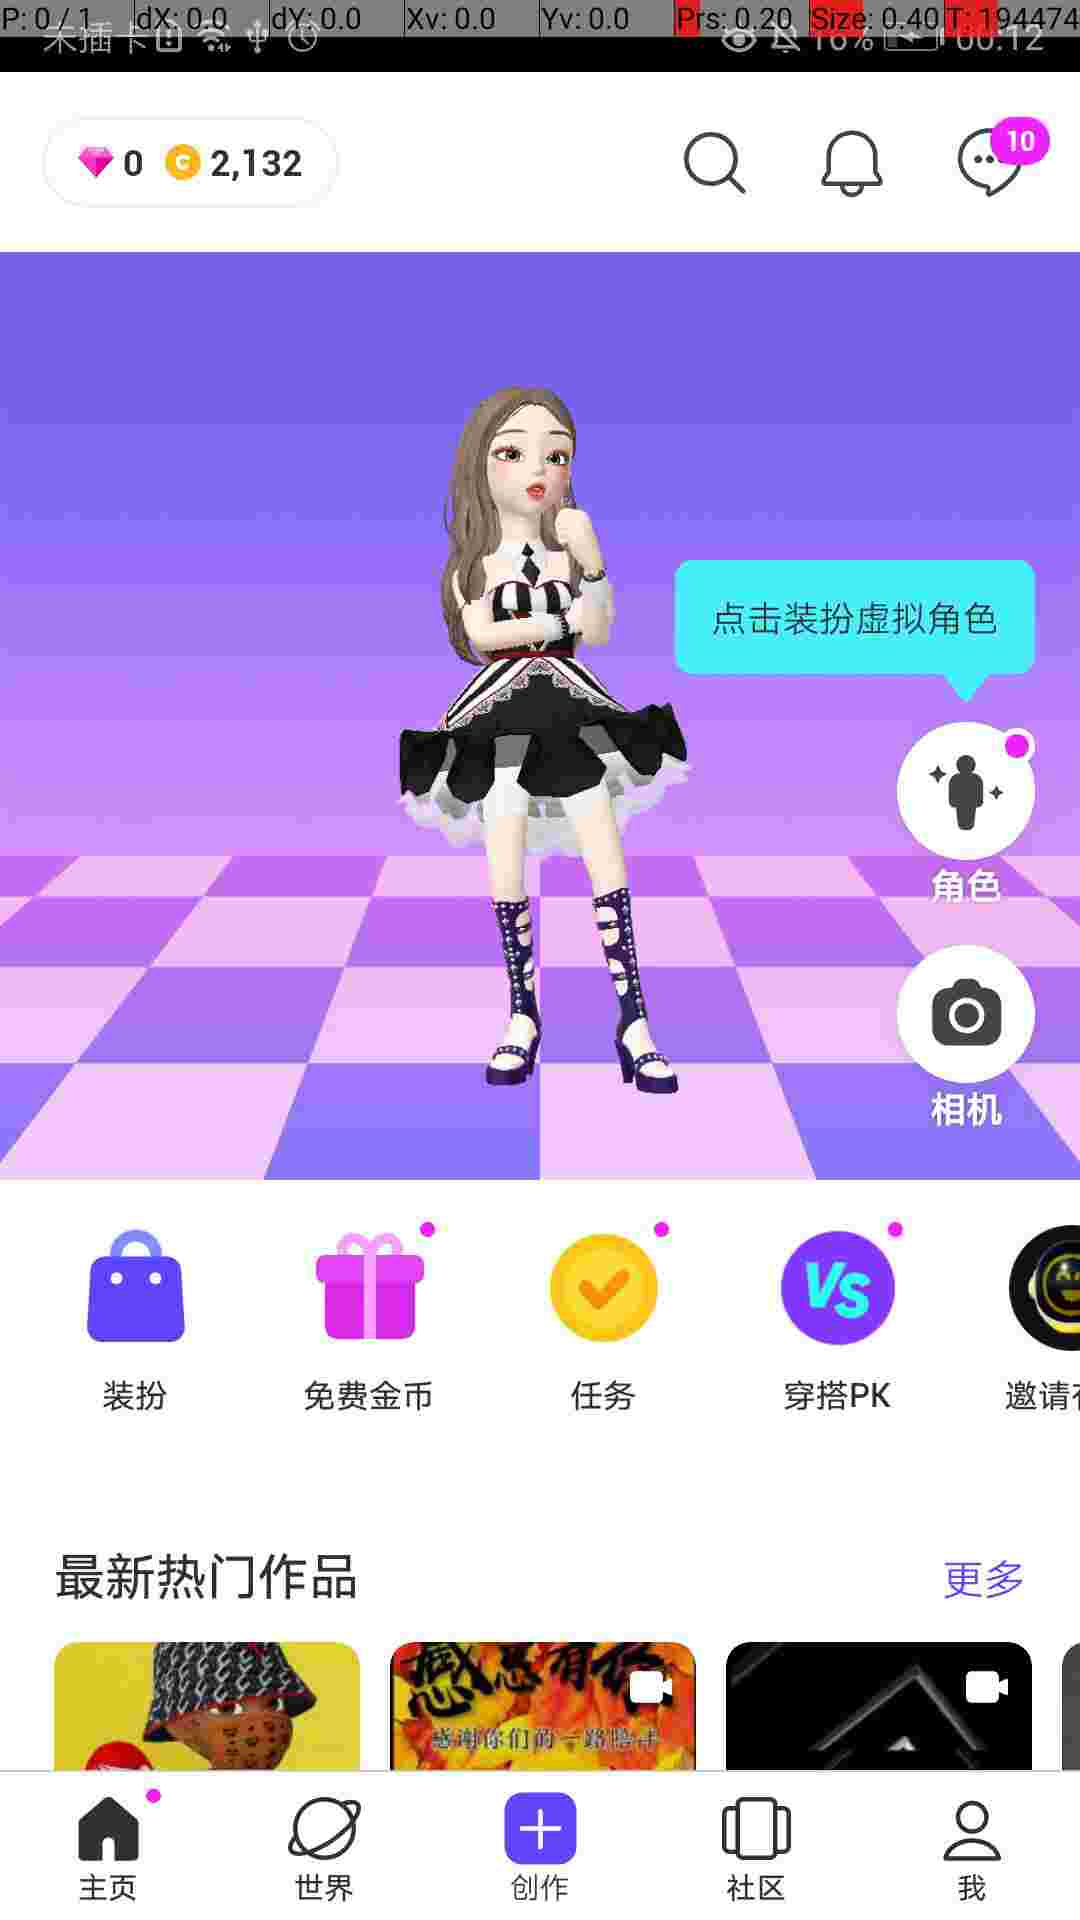 P: 0 / 1 dX: 0.0 dY: 0.0 Xv: 0.0 Yv: 0.0 Prs: 0.20 Size: 0.40 T: 194474
未插卡 16% 00:12
0 2,132
10
点击装扮虚拟角色
角色
相机
装扮 免费金币 任务 穿搭PK 邀请
VS
最新热门作品 更多
感恩有你
感谢你们的一路陪伴
主页 世界 创作 社区 我